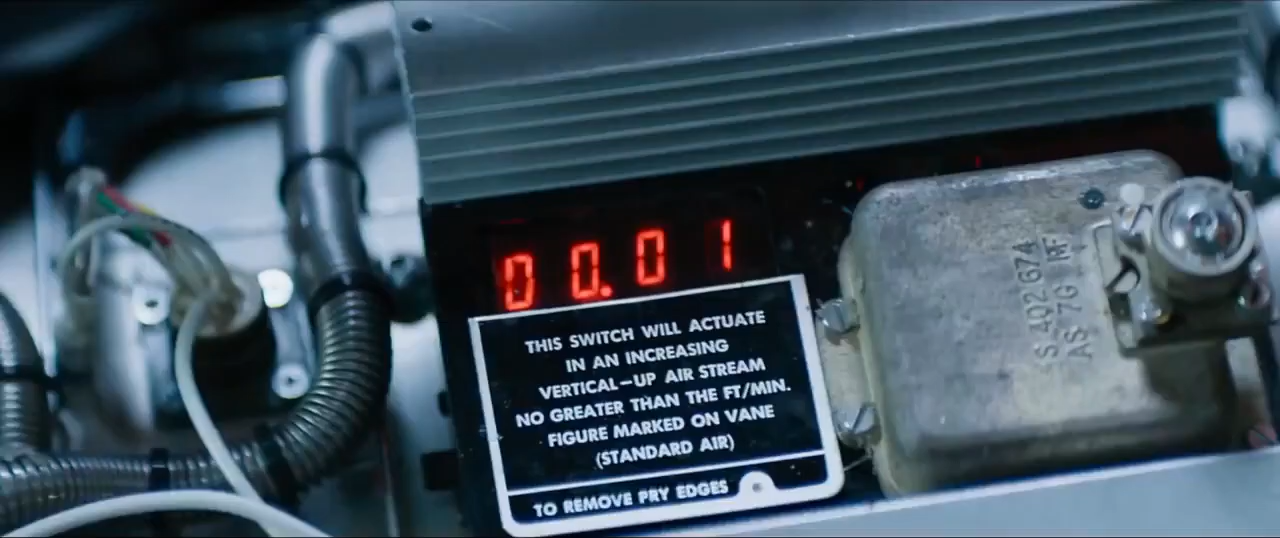 00.01
THIS SWITCH WILL ACTUATE
IN AN INCREASING
VERTICAL-UP AIR STREAM
NO GREATER THAN THE FT/MIN.
FIGURE MARKED ON VANE
(STANDARD AIR)
TO REMOVE PRY EDGES
S 402674
AS 7G